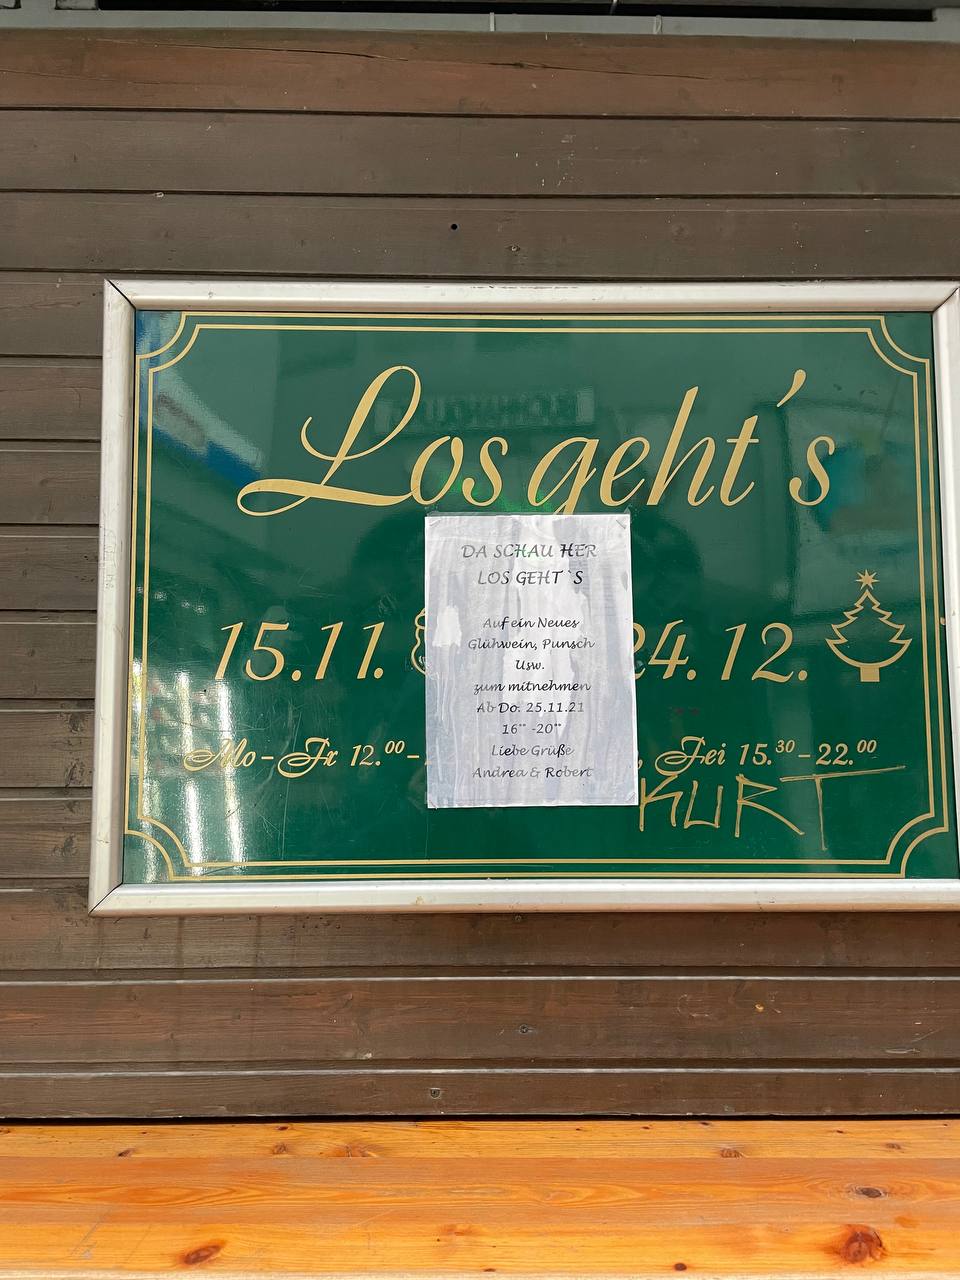 Los geht's
DA SCHAU HER
LOS GEHT`S
Auf ein Neues
Glühwein, Punsch
Usw.
zum mitnehmen
Ab Do. 25.11.21
16°° -20°°
Liebe Grüße
Andrea & Robert
15.11. 24.12.
Mo - Fr 12.00 - , Fei 15.30 - 22.00
KURT